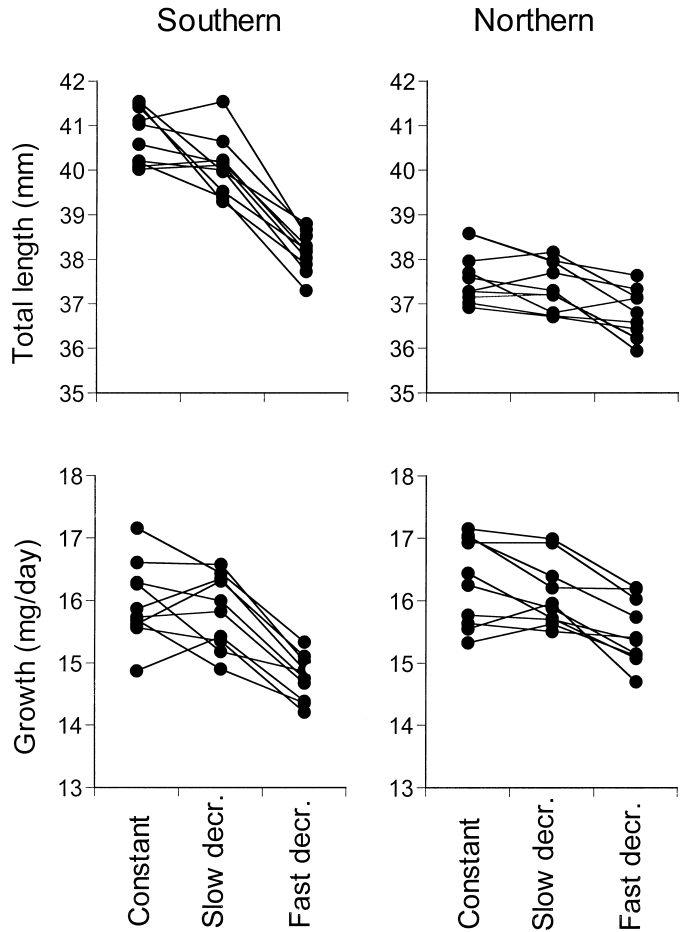 Southern
Northern
Total length (mm)
42
41
40
39
38
37
36
35
42
41
40
39
38
37
36
35
Growth (mg/day)
18
17
16
15
14
13
18
17
16
15
14
13
Constant
Slow decr.
Fast decr.
Constant
Slow decr.
Fast decr.